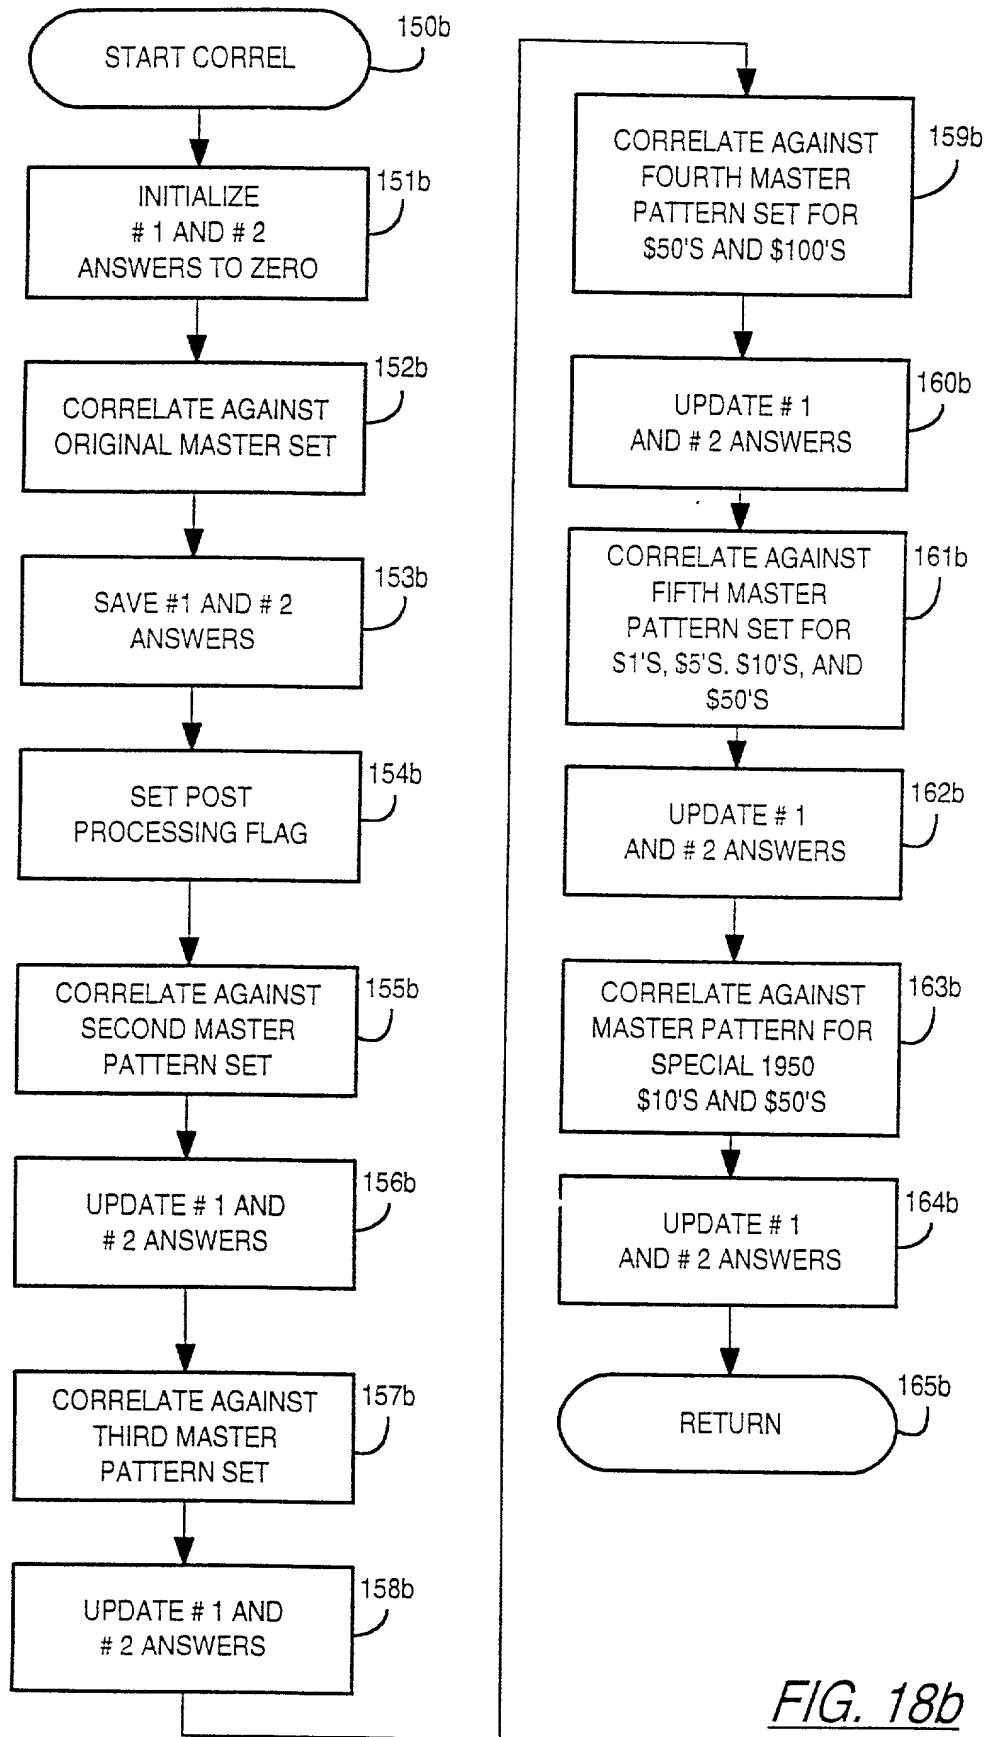 START CORREL
150b
INITIALIZE
# 1 AND # 2
ANSWERS TO ZERO
151b
CORRELATE AGAINST
ORIGINAL MASTER SET
152b
SAVE #1 AND # 2
ANSWERS
153b
SET POST
PROCESSING FLAG
154b
CORRELATE AGAINST
SECOND MASTER
PATTERN SET
155b
UPDATE # 1 AND
# 2 ANSWERS
156b
CORRELATE AGAINST
THIRD MASTER
PATTERN SET
157b
UPDATE # 1 AND
# 2 ANSWERS
158b
CORRELATE AGAINST
FOURTH MASTER
PATTERN SET FOR
$50'S AND $100'S
159b
UPDATE # 1
AND # 2 ANSWERS
160b
CORRELATE AGAINST
FIFTH MASTER
PATTERN SET FOR
$1'S, $5'S. $10'S, AND
$50'S
161b
UPDATE # 1
AND # 2 ANSWERS
162b
CORRELATE AGAINST
MASTER PATTERN FOR
SPECIAL 1950
$10'S AND $50'S
163b
UPDATE # 1
AND # 2 ANSWERS
164b
RETURN
165b
FIG. 18b